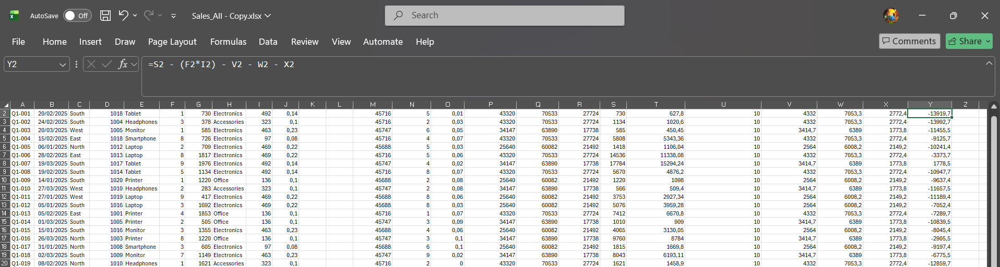 AutoSave Off Sales_All - Copy.xlsx Search
File Home Insert Draw Page Layout Formulas Data Review View Automate Help Comments Share
Y2 fx =S2 - (F2*I2) - V2 - W2 - X2
A B C D E F G H I J K L M N O P Q R S T U V W X Y Z
2 Q1-001 20/02/2025 South 1018 Tablet 1 730 Electronics 492 0,14 45716 5 0,01 43320 70533 27724 730 627,8 10 4332 7053,3 2772,4 -13919,7
3 Q1-002 24/02/2025 South 1004 Headphones 3 378 Accessories 323 0,1 45716 2 0,03 43320 70533 27724 1134 1020,6 10 4332 7053,3 2772,4 -13992,7
4 Q1-003 20/03/2025 West 1005 Monitor 1 585 Electronics 463 0,23 45747 6 0,05 34147 63890 17738 585 450,45 10 3414,7 6389 1773,8 -11455,5
5 Q1-004 15/02/2025 East 1018 Smartphone 8 726 Electronics 97 0,08 45716 4 0,07 43320 70533 27724 5808 5343,36 10 4332 7053,3 2772,4 -9125,7
6 Q1-005 06/01/2025 North 1012 Laptop 2 709 Electronics 469 0,22 45688 5 0,03 25640 60082 21492 1418 1106,04 10 2564 6008,2 2149,2 -10241,4
7 Q1-006 28/02/2025 East 1013 Laptop 8 1817 Electronics 469 0,22 45716 5 0,06 43320 70533 27724 14536 11338,08 10 4332 7053,3 2772,4 -3373,7
8 Q1-007 19/03/2025 South 1017 Tablet 9 1976 Electronics 492 0,14 45747 4 0,02 34147 63890 17738 17784 15294,24 10 3414,7 6389 1773,8 1778,5
9 Q1-008 19/02/2025 South 1014 Tablet 5 1134 Electronics 492 0,14 45716 8 0,07 43320 70533 27724 5670 4876,2 10 4332 7053,3 2772,4 -10947,7
10 Q1-009 14/01/2025 South 1020 Printer 1 1220 Office 136 0,1 45688 2 0,08 25640 60082 21492 1220 1098 10 2564 6008,2 2149,2 -9637,4
11 Q1-010 27/03/2025 West 1010 Headphones 2 283 Accessories 323 0,1 45747 2 0,08 34147 63890 17738 566 509,4 10 3414,7 6389 1773,8 -11657,5
12 Q1-011 27/01/2025 West 1019 Laptop 9 417 Electronics 469 0,22 45688 8 0,06 25640 60082 21492 3753 2927,34 10 2564 6008,2 2149,2 -11189,4
13 Q1-012 05/01/2025 South 1016 Laptop 3 1692 Electronics 469 0,22 45688 8 0,03 25640 60082 21492 5076 3959,28 10 2564 6008,2 2149,2 -7052,4
14 Q1-013 05/02/2025 East 1001 Printer 4 1853 Office 136 0,1 45716 1 0,07 43320 70533 27724 7412 6670,8 10 4332 7053,3 2772,4 -7289,7
15 Q1-014 01/03/2025 South 1005 Printer 2 505 Office 136 0,1 45747 3 0,09 34147 63890 17738 1010 909 10 3414,7 6389 1773,8 -10839,5
16 Q1-015 15/01/2025 South 1016 Monitor 3 1355 Electronics 463 0,23 45688 4 0,06 25640 60082 21492 4065 3130,05 10 2564 6008,2 2149,2 -8045,4
17 Q1-016 26/03/2025 North 1003 Printer 8 1220 Office 136 0,1 45747 3 0,1 34147 63890 17738 9760 8784 10 3414,7 6389 1773,8 -2905,5
18 Q1-017 31/01/2025 North 1008 Smartphone 3 605 Electronics 97 0,08 45688 6 0,1 25640 60082 21492 1815 1669,8 10 2564 6008,2 2149,2 -9197,4
19 Q1-018 02/03/2025 South 1009 Monitor 7 1149 Electronics 463 0,23 45747 9 0,02 34147 63890 17738 8043 6193,11 10 3414,7 6389 1773,8 -6775,5
20 Q1-019 08/02/2025 North 1010 Headphones 1 1621 Accessories 323 0,1 45716 2 0 43320 70533 27724 1621 1458,9 10 4332 7053,3 2772,4 -12859,7